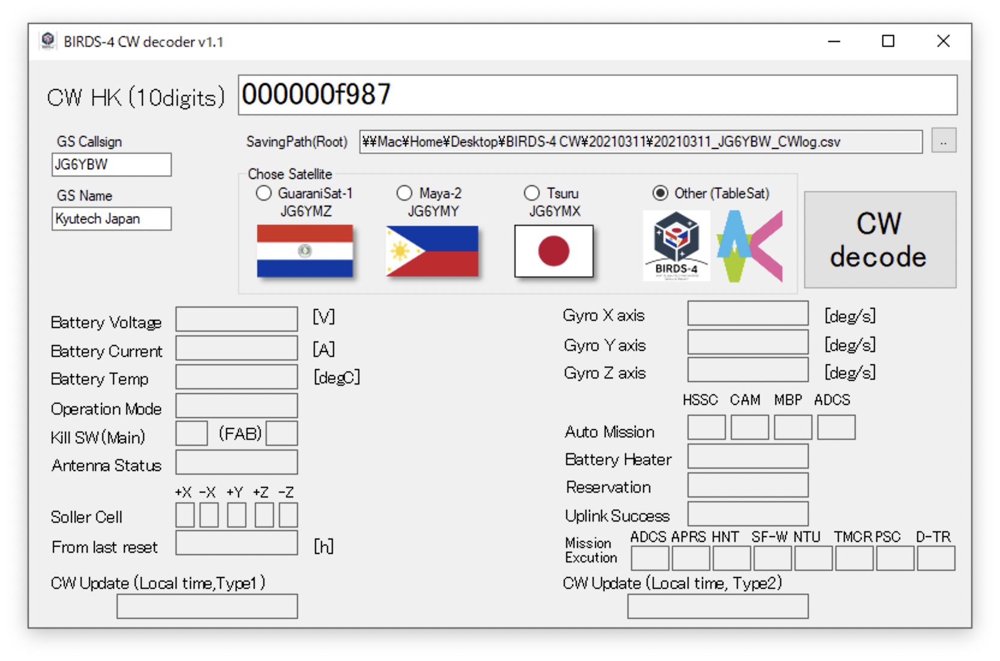 BIRDS-4 CW decoder v1.1
CW HK (10digits) 000000f987
GS Callsign
JG6YBW
SavingPath(Root) ¥¥Mac¥Home¥Desktop¥BIRDS-4 CW¥20210311¥20210311_JG6YBW_CWlog.csv ..
GS Name
Kyutech Japan
Chose Satellite
GuaraniSat-1
JG6YMZ
Maya-2
JG6YMY
Tsuru
JG6YMX
Other (TableSat)
BIRDS-4
CW
decode
Battery Voltage [V]
Battery Current [A]
Battery Temp [degC]
Operation Mode
Kill SW(Main) (FAB)
Antenna Status
+X -X +Y +Z -Z
Soller Cell
From last reset [h]
CW Update (Local time,Type1)
Gyro X axis [deg/s]
Gyro Y axis [deg/s]
Gyro Z axis [deg/s]
HSSC CAM MBP ADCS
Auto Mission
Battery Heater
Reservation
Uplink Success
ADCS APRS HNT SF-W NTU TMCR PSC D-TR
Mission
Excution
CW Update (Local time, Type2)